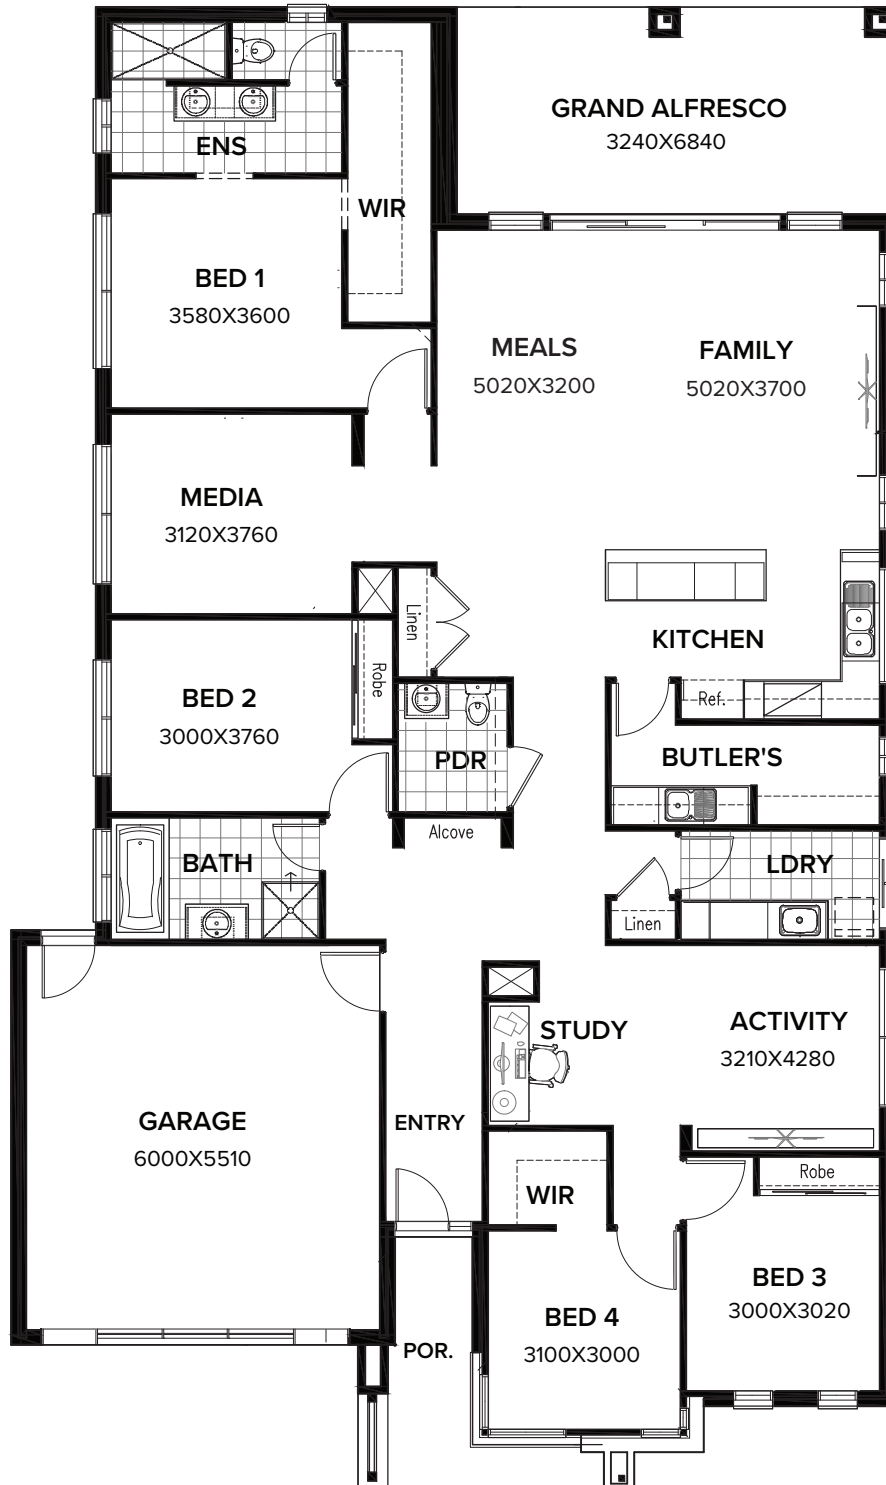 GRAND ALFRESCO
3240X6840
ENS
WIR
BED 1
3580X3600
MEALS
5020X3200
FAMILY
5020X3700
MEDIA
3120X3760
Linen
KITCHEN
Robe
BED 2
3000X3760
Ref.
PDR
BUTLER'S
Alcove
BATH
LDRY
Linen
STUDY
ACTIVITY
3210X4280
GARAGE
6000X5510
ENTRY
WIR
Robe
BED 3
3000X3020
BED 4
3100X3000
POR.